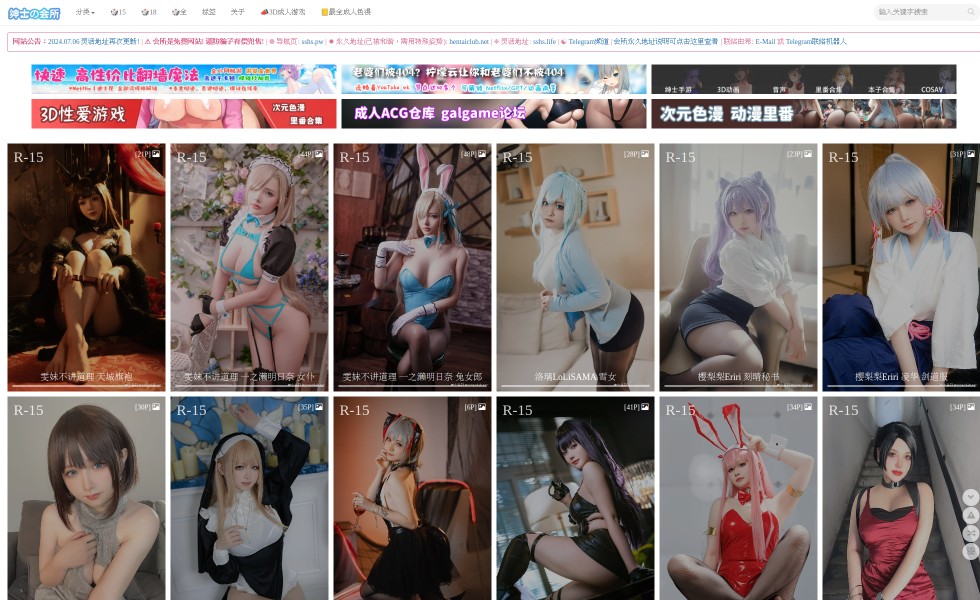 绅士の会所
分类 15 18 全 标签 关于 3D成人游戏 最全成人色漫
输入关键字搜索
网站公告：2024.07.06 灵活地址再次更新! | ⚠ 会所是免费网站! 谨防骗子有偿兜售! | 导航页: sshs.pw | 永久地址(已被和谐，需用特殊姿势): hentaiclub.net | 灵活地址: sshs.life | Telegram频道 | 会所永久地址说明可点击这里查看 | 联络出希: E-Mail 或 Telegram联络机器人
快速 高性价比翻墙魔法
老婆们被404? 柠檬云让你和老婆们不被404
绅士手游 3D动画 音声 里番合集 本子合集 COSAV
3D性爱游戏 次元色漫 里番合集
成人ACG仓库 galgame论坛
次元色漫 动漫里番
R-15 [21P]
R-15 [44P]
R-15 [48P]
R-15 [28P]
R-15 [23P]
R-15 [31P]
雯妹不讲道理 天城旗袍
雯妹不讲道理 一之濑明日奈 女仆
雯妹不讲道理 一之濑明日奈 兔女郎
洛璃LoLiSAMA 雪女
樱梨梨Eriri 刻晴秘书
樱梨梨Eriri 凌华 剑道服
R-15 [30P]
R-15 [35P]
R-15 [6P]
R-15 [41P]
R-15 [34P]
R-15 [34P]